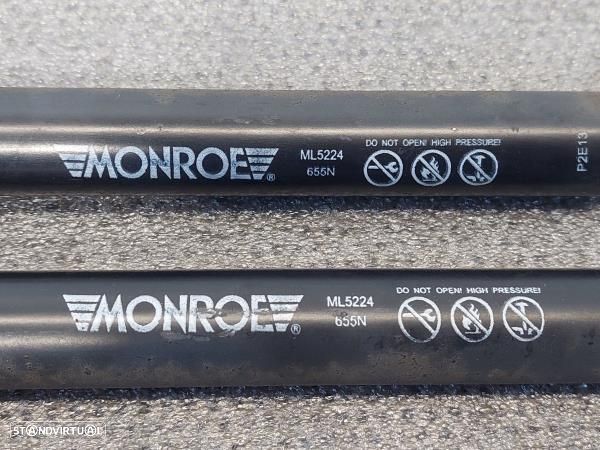 MONROE®
ML5224
655N
DO NOT OPEN! HIGH PRESSURE!
P2E13
MONROE®
ML5224
655N
DO NOT OPEN! HIGH PRESSURE!
STANDVIRTUAL